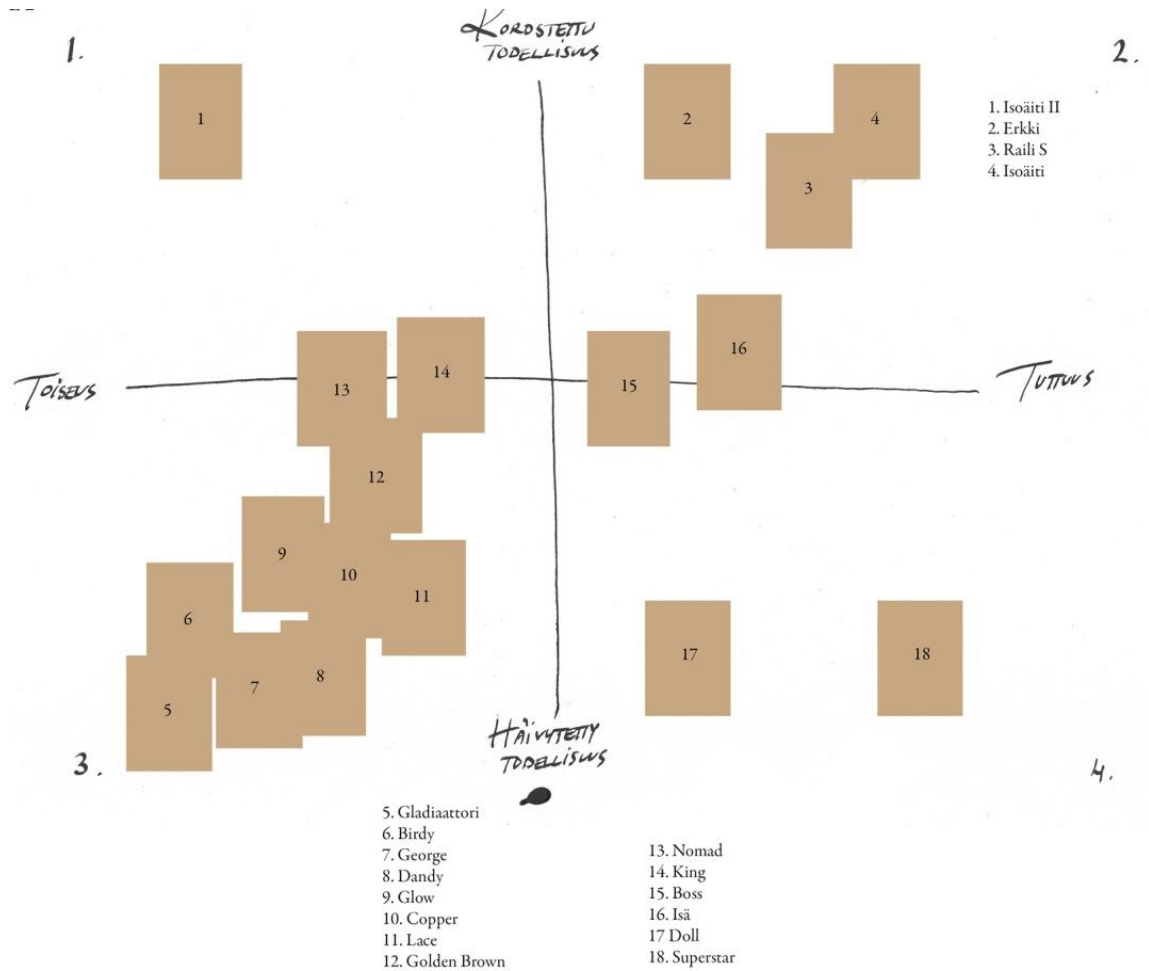 KOROSTETTU
TODELLISUUS
1.
2.
1
2
4
3
1. Isoäiti II
2. Erkki
3. Raili S
4. Isoäiti
16
14
15
13
TOISEUS
TUTTUUS
12
9
10
11
6
17
18
8
7
5
HÄIVYTETTY
TODELLISUUS
3.
4.
5. Gladiaattori
6. Birdy
7. George
8. Dandy
9. Glow
10. Copper
11. Lace
12. Golden Brown
13. Nomad
14. King
15. Boss
16. Isä
17 Doll
18. Superstar